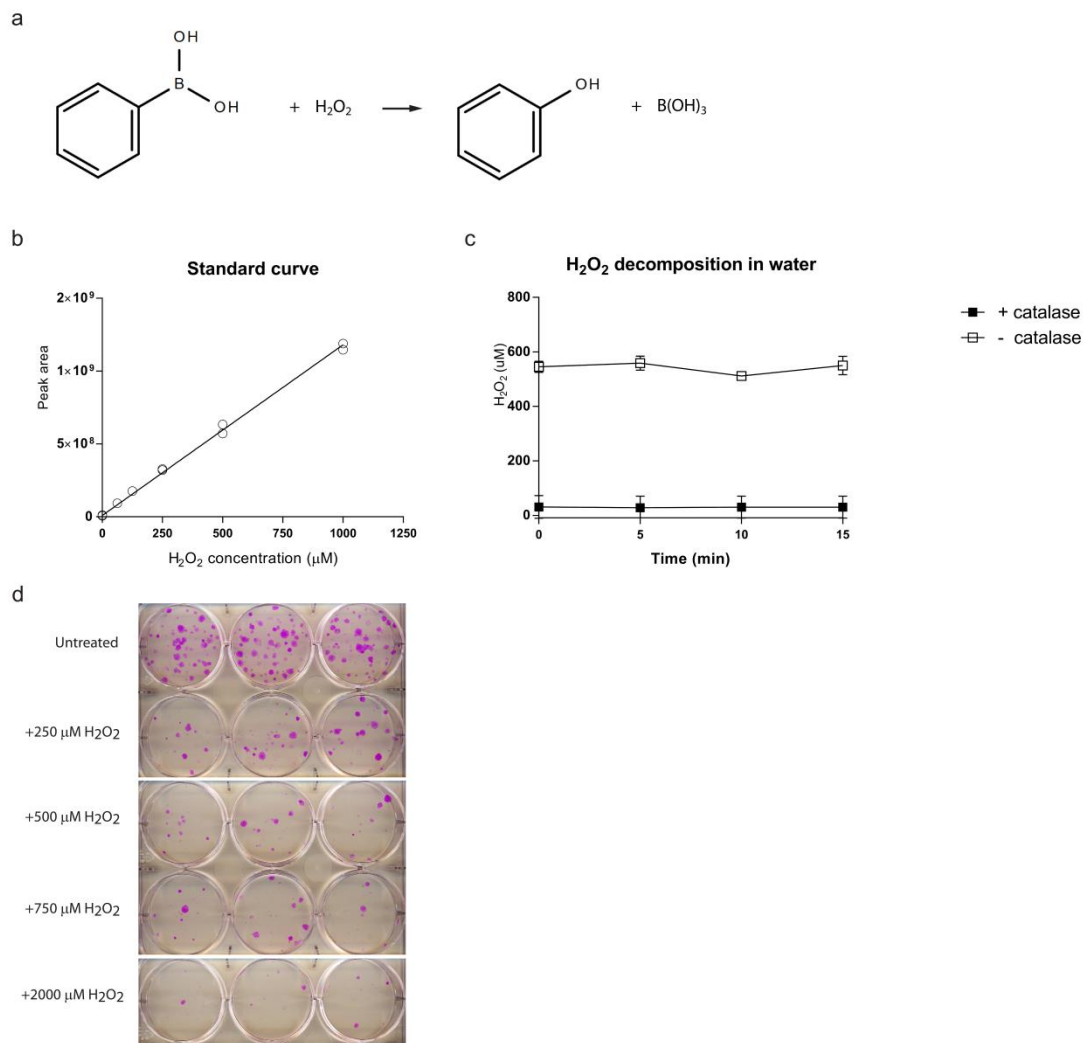 a
OH
B
OH
+ H₂O₂
OH
+ B(OH)₃
b
Standard curve
2×10⁹
1×10⁹
5×10⁸
0
Peak area
0 250 500 750 1000 1250
H₂O₂ concentration (μM)
c
H₂O₂ decomposition in water
800
600
400
200
0
H₂O₂ (uM)
0 5 10 15
Time (min)
+ catalase
- catalase
d
Untreated
+250 μM H₂O₂
+500 μM H₂O₂
+750 μM H₂O₂
+2000 μM H₂O₂